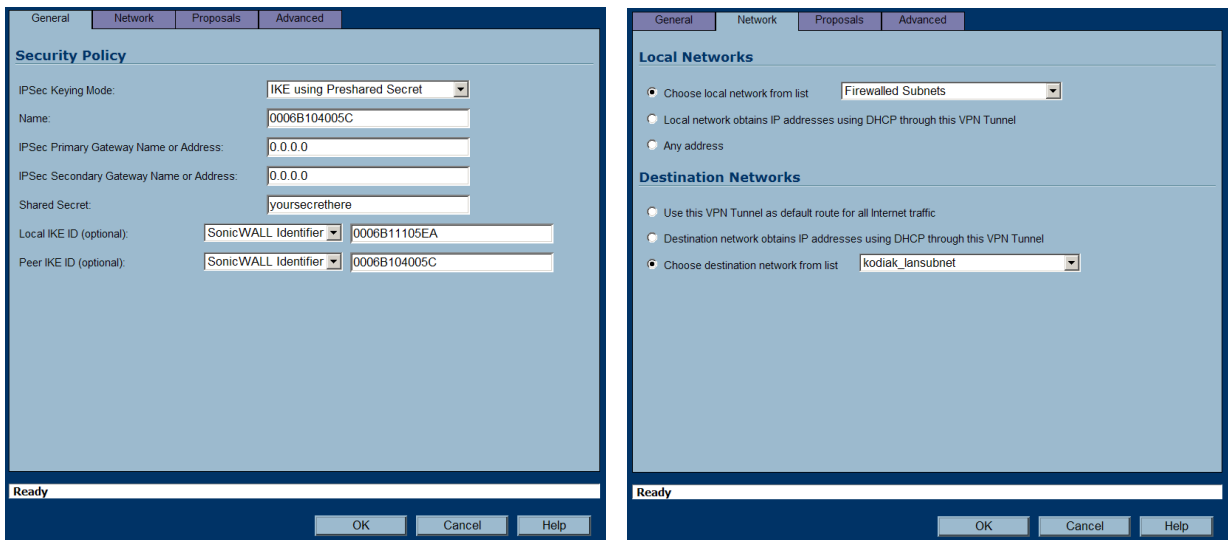 General Network Proposals Advanced
Security Policy
IPSec Keying Mode: IKE using Preshared Secret
Name: 0006B104005C
IPSec Primary Gateway Name or Address: 0.0.0.0
IPSec Secondary Gateway Name or Address: 0.0.0.0
Shared Secret: yoursecrethere
Local IKE ID (optional): SonicWALL Identifier 0006B11105EA
Peer IKE ID (optional): SonicWALL Identifier 0006B104005C
Ready
OK Cancel Help
General Network Proposals Advanced
Local Networks
Choose local network from list Firewalled Subnets
Local network obtains IP addresses using DHCP through this VPN Tunnel
Any address
Destination Networks
Use this VPN Tunnel as default route for all Internet traffic
Destination network obtains IP addresses using DHCP through this VPN Tunnel
Choose destination network from list kodiak_lansubnet
Ready
OK Cancel Help